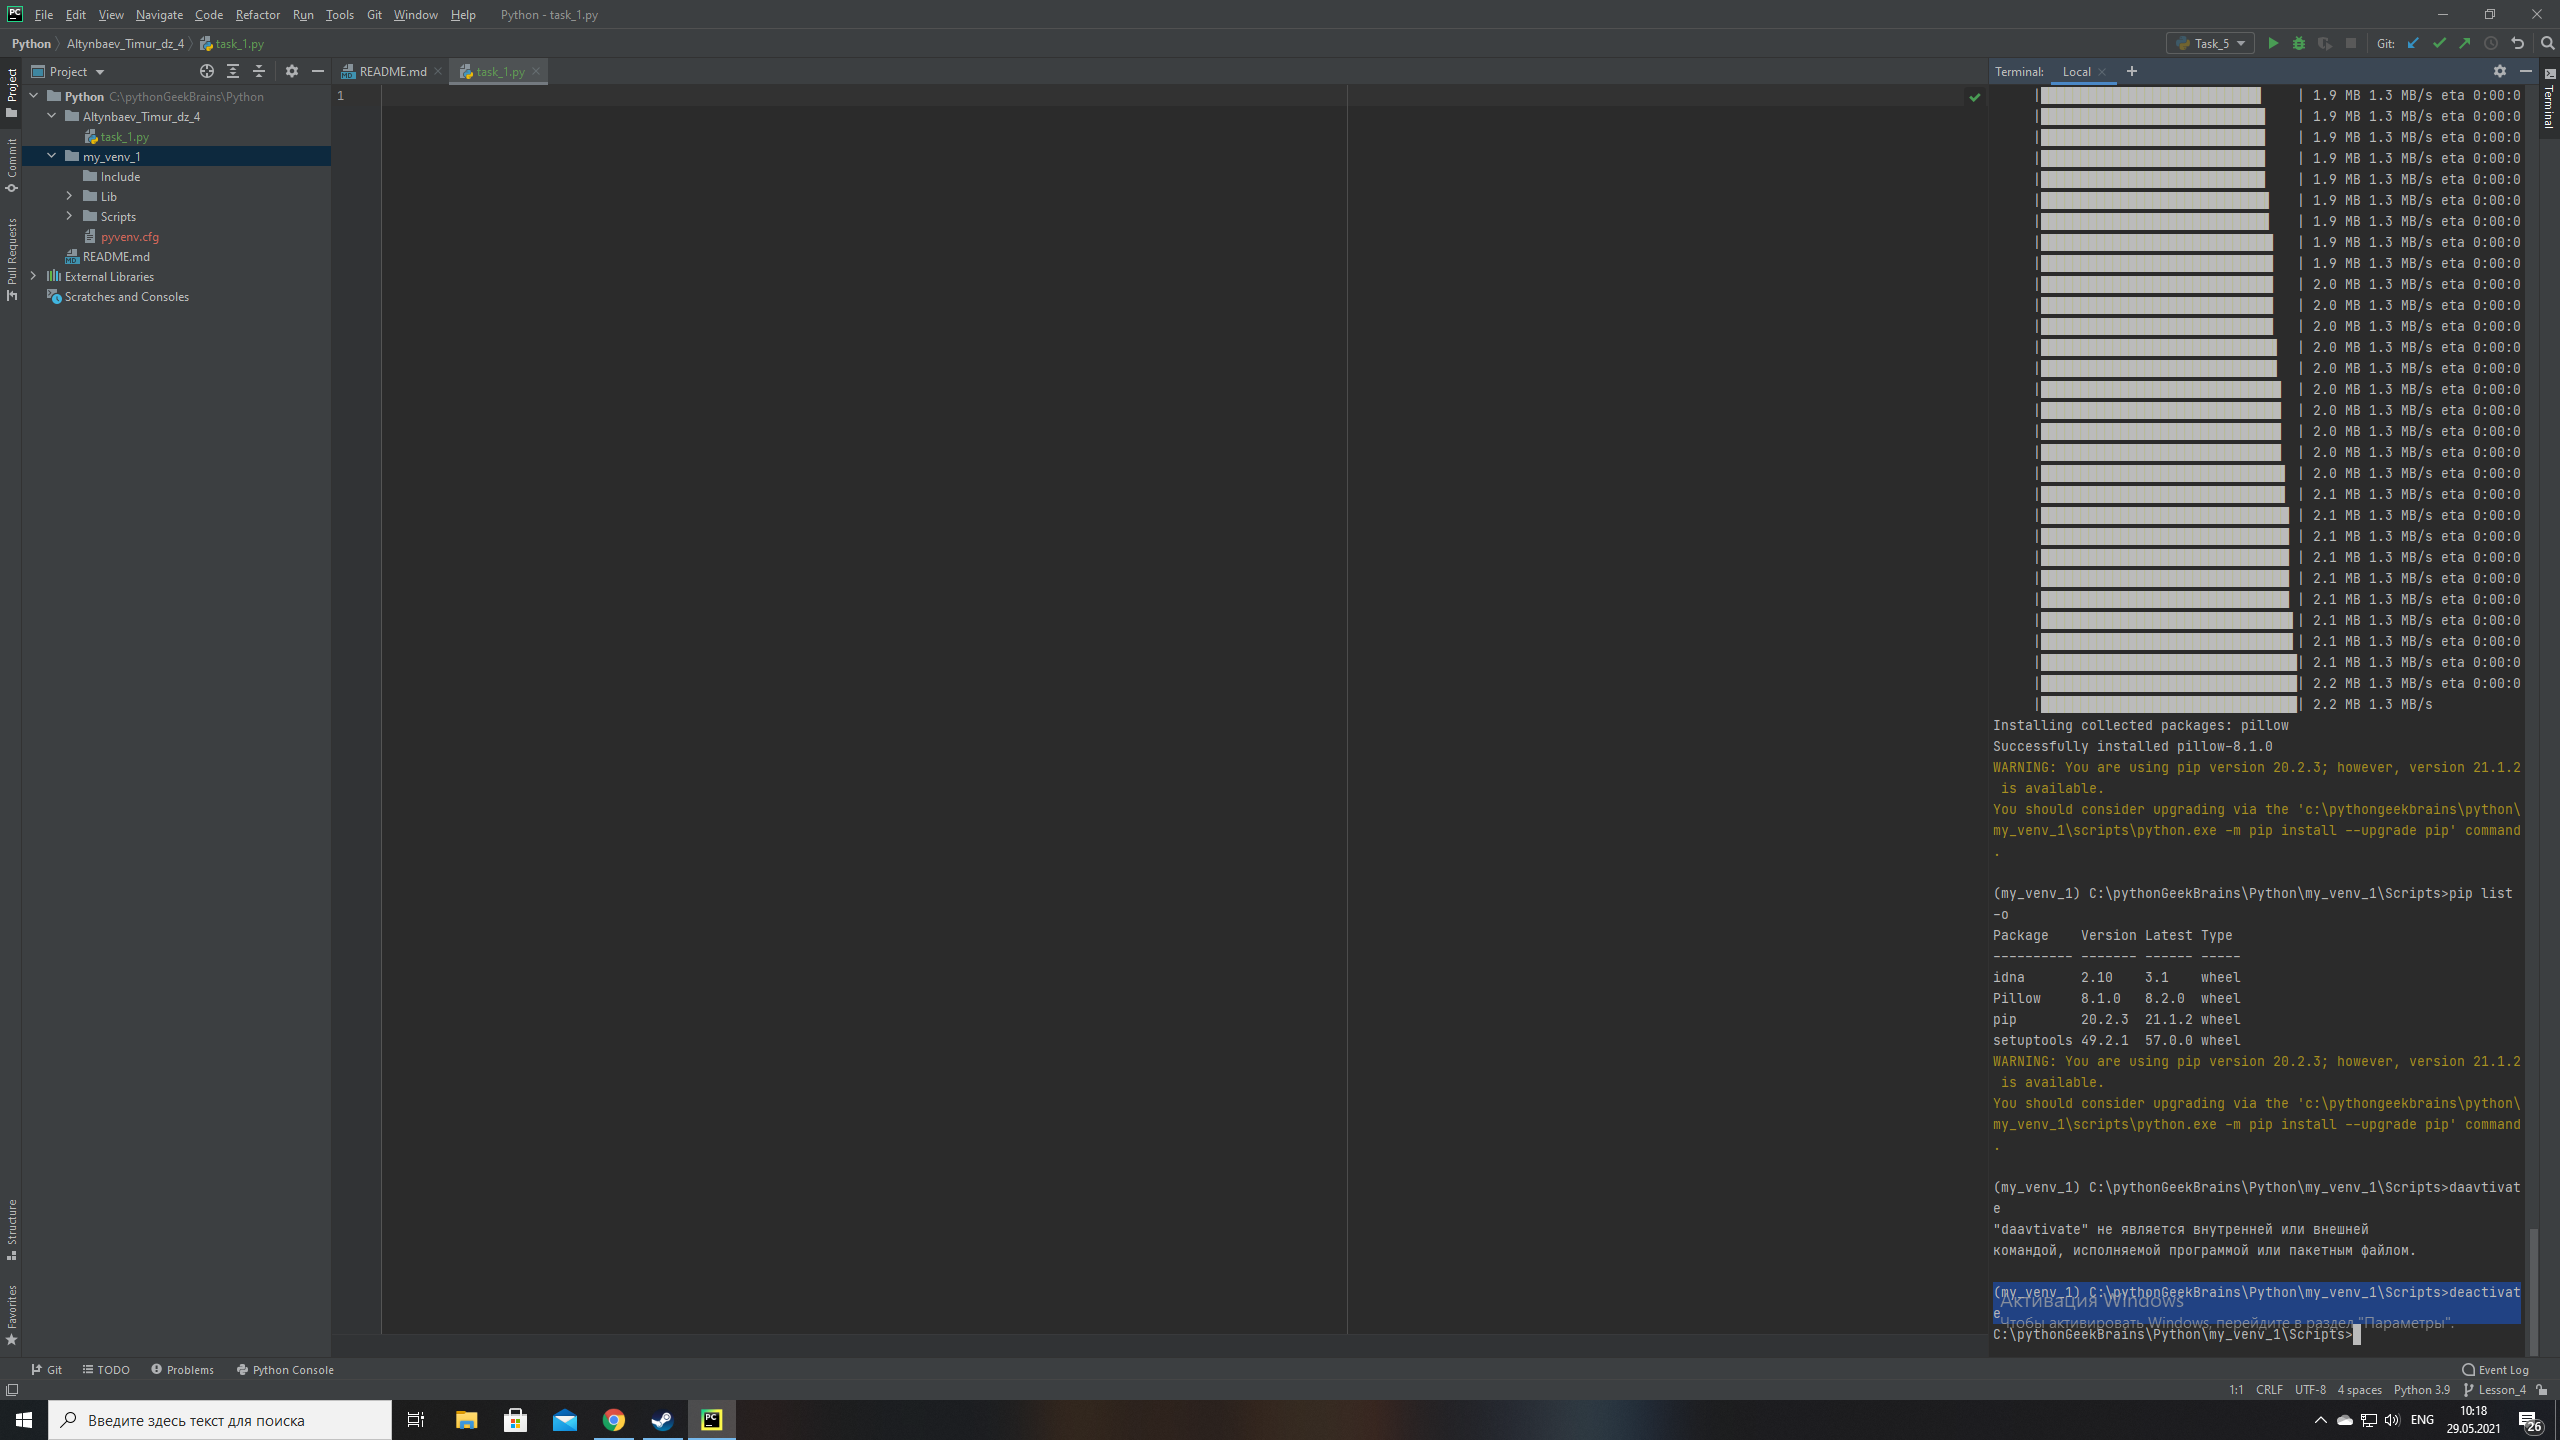 File Edit View Navigate Code Refactor Run Tools Git Window Help Python - task_1.py
Python Altynbaev_Timur_dz_4 task_1.py
Task_5 Git:
Project
README.md task_1.py
Terminal: Local
Project
Commit
Pull Requests
Structure
Favorites
Terminal
Python C:\pythonGeekBrains\Python
Altynbaev_Timur_dz_4
task_1.py
my_venv_1
Include
Lib
Scripts
pyvenv.cfg
README.md
External Libraries
Scratches and Consoles
1
| | 1.9 MB 1.3 MB/s eta 0:00:0
| | 1.9 MB 1.3 MB/s eta 0:00:0
| | 1.9 MB 1.3 MB/s eta 0:00:0
| | 1.9 MB 1.3 MB/s eta 0:00:0
| | 1.9 MB 1.3 MB/s eta 0:00:0
| | 1.9 MB 1.3 MB/s eta 0:00:0
| | 1.9 MB 1.3 MB/s eta 0:00:0
| | 1.9 MB 1.3 MB/s eta 0:00:0
| | 1.9 MB 1.3 MB/s eta 0:00:0
| | 2.0 MB 1.3 MB/s eta 0:00:0
| | 2.0 MB 1.3 MB/s eta 0:00:0
| | 2.0 MB 1.3 MB/s eta 0:00:0
| | 2.0 MB 1.3 MB/s eta 0:00:0
| | 2.0 MB 1.3 MB/s eta 0:00:0
| | 2.0 MB 1.3 MB/s eta 0:00:0
| | 2.0 MB 1.3 MB/s eta 0:00:0
| | 2.0 MB 1.3 MB/s eta 0:00:0
| | 2.0 MB 1.3 MB/s eta 0:00:0
| | 2.0 MB 1.3 MB/s eta 0:00:0
| | 2.1 MB 1.3 MB/s eta 0:00:0
| | 2.1 MB 1.3 MB/s eta 0:00:0
| | 2.1 MB 1.3 MB/s eta 0:00:0
| | 2.1 MB 1.3 MB/s eta 0:00:0
| | 2.1 MB 1.3 MB/s eta 0:00:0
| | 2.1 MB 1.3 MB/s eta 0:00:0
| | 2.1 MB 1.3 MB/s eta 0:00:0
| | 2.1 MB 1.3 MB/s eta 0:00:0
| | 2.1 MB 1.3 MB/s eta 0:00:0
| | 2.2 MB 1.3 MB/s eta 0:00:0
| | 2.2 MB 1.3 MB/s
Installing collected packages: pillow
Successfully installed pillow-8.1.0
WARNING: You are using pip version 20.2.3; however, version 21.1.2
is available.
You should consider upgrading via the 'c:\pythongeekbrains\python\
my_venv_1\scripts\python.exe -m pip install --upgrade pip' command
.
(my_venv_1) C:\pythonGeekBrains\Python\my_venv_1\Scripts>pip list
-o
Package Version Latest Type
---------- ------- ------ -----
idna 2.10 3.1 wheel
Pillow 8.1.0 8.2.0 wheel
pip 20.2.3 21.1.2 wheel
setuptools 49.2.1 57.0.0 wheel
WARNING: You are using pip version 20.2.3; however, version 21.1.2
is available.
You should consider upgrading via the 'c:\pythongeekbrains\python\
my_venv_1\scripts\python.exe -m pip install --upgrade pip' command
.
(my_venv_1) C:\pythonGeekBrains\Python\my_venv_1\Scripts>daavtivat
e
"daavtivate" не является внутренней или внешней
командой, исполняемой программой или пакетным файлом.
(my_venv_1) C:\pythonGeekBrains\Python\my_venv_1\Scripts>deactivat
e
Активация Windows
Чтобы активировать Windows, перейдите в раздел "Параметры".
C:\pythonGeekBrains\Python\my_venv_1\Scripts>
Git TODO Problems Python Console Event Log
1:1 CRLF UTF-8 4 spaces Python 3.9 Lesson_4
Введите здесь текст для поиска
ENG
10:18
29.05.2021
26